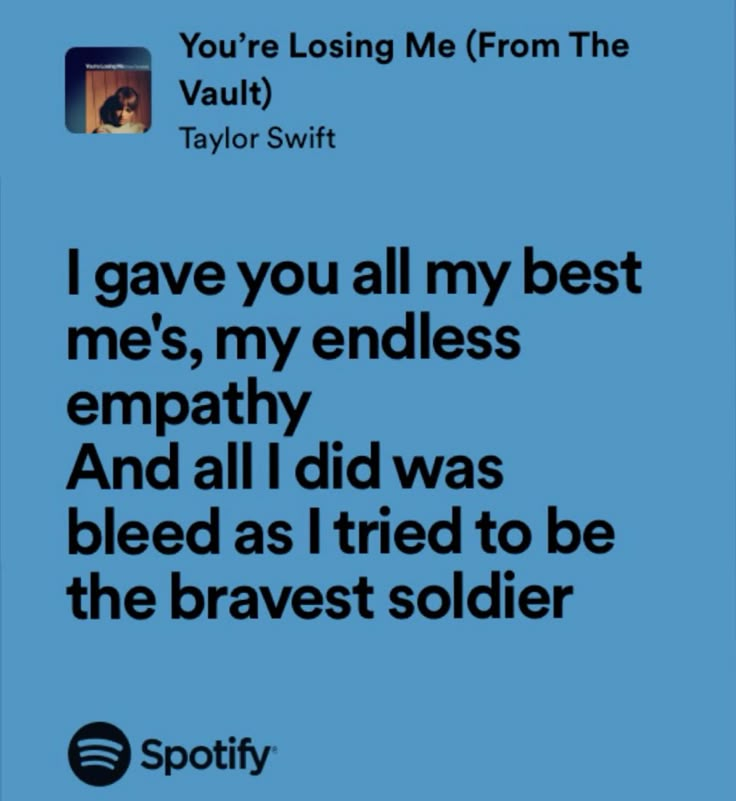 You're Losing Me (From The
Vault)
Taylor Swift
I gave you all my best
me's, my endless
empathy
And all I did was
bleed as I tried to be
the bravest soldier
Spotify